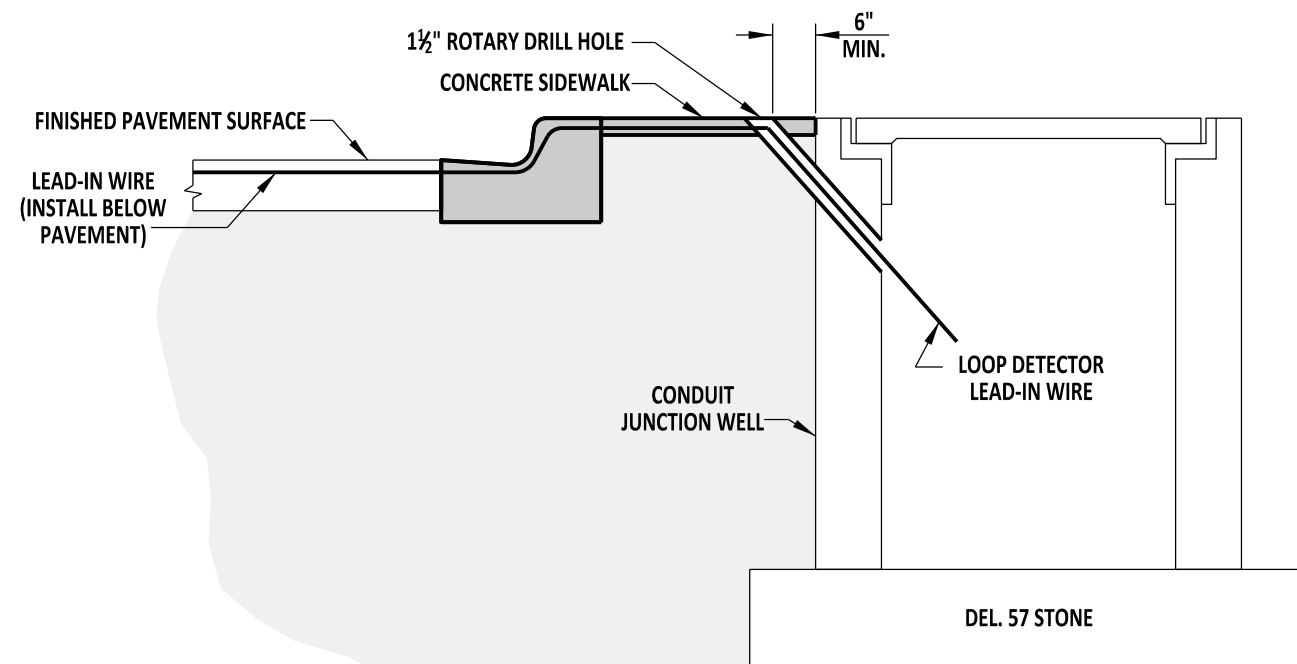 6"
MIN.
1½" ROTARY DRILL HOLE
CONCRETE SIDEWALK
FINISHED PAVEMENT SURFACE
LEAD-IN WIRE
(INSTALL BELOW
PAVEMENT)
LOOP DETECTOR
LEAD-IN WIRE
CONDUIT
JUNCTION WELL
DEL. 57 STONE